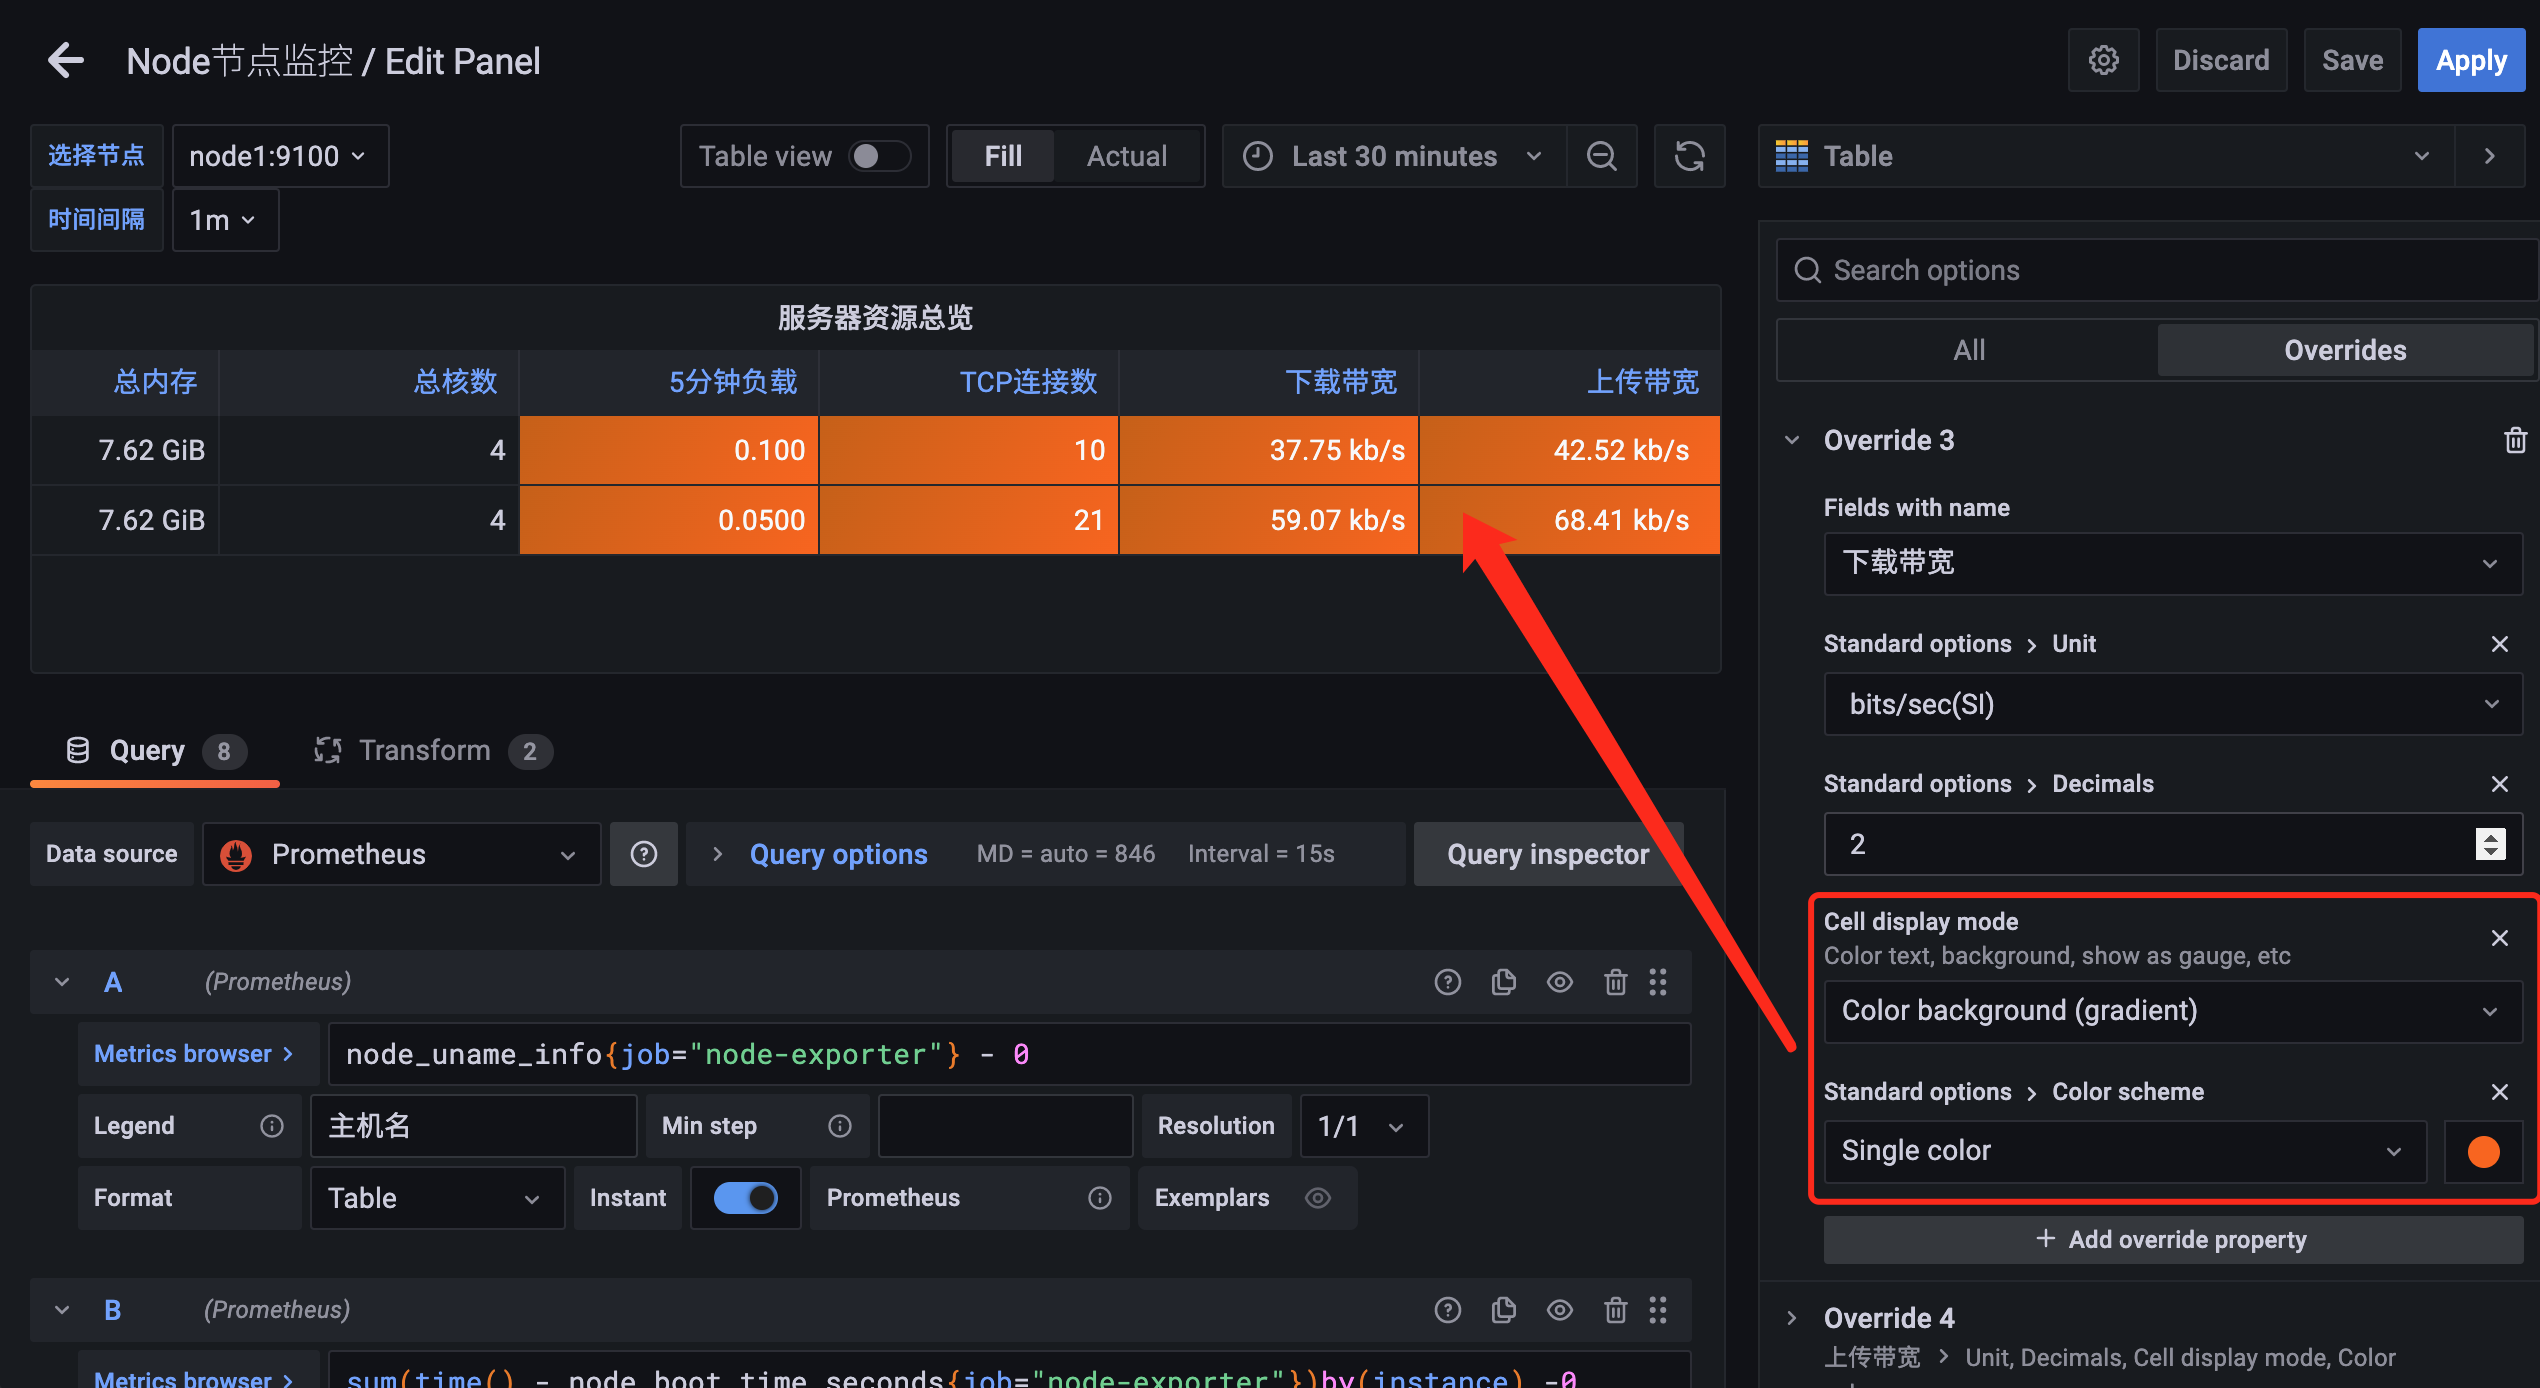 Node节点监控 / Edit Panel
Discard
Save
Apply
选择节点
node1:9100
时间间隔
1m
Table view
Fill
Actual
Last 30 minutes
Table
Search options
All
Overrides
服务器资源总览
总内存 总核数 5分钟负载 TCP连接数 下载带宽 上传带宽
7.62 GiB 4 0.100 10 37.75 kb/s 42.52 kb/s
7.62 GiB 4 0.0500 21 59.07 kb/s 68.41 kb/s
Override 3
Fields with name
下载带宽
Standard options > Unit
bits/sec(SI)
Standard options > Decimals
2
Cell display mode
Color text, background, show as gauge, etc
Color background (gradient)
Standard options > Color scheme
Single color
+ Add override property
Override 4
上传带宽 > Unit, Decimals, Cell display mode, Color
Query 8
Transform 2
Data source
Prometheus
Query options
MD = auto = 846
Interval = 15s
Query inspector
A (Prometheus)
Metrics browser >
node_uname_info{job="node-exporter"} - 0
Legend
主机名
Min step
Resolution
1/1
Format
Table
Instant
Prometheus
Exemplars
B (Prometheus)
Metrics browser >
sum(time() - node_boot_time_seconds{job="node-exporter"})by(instance) -0